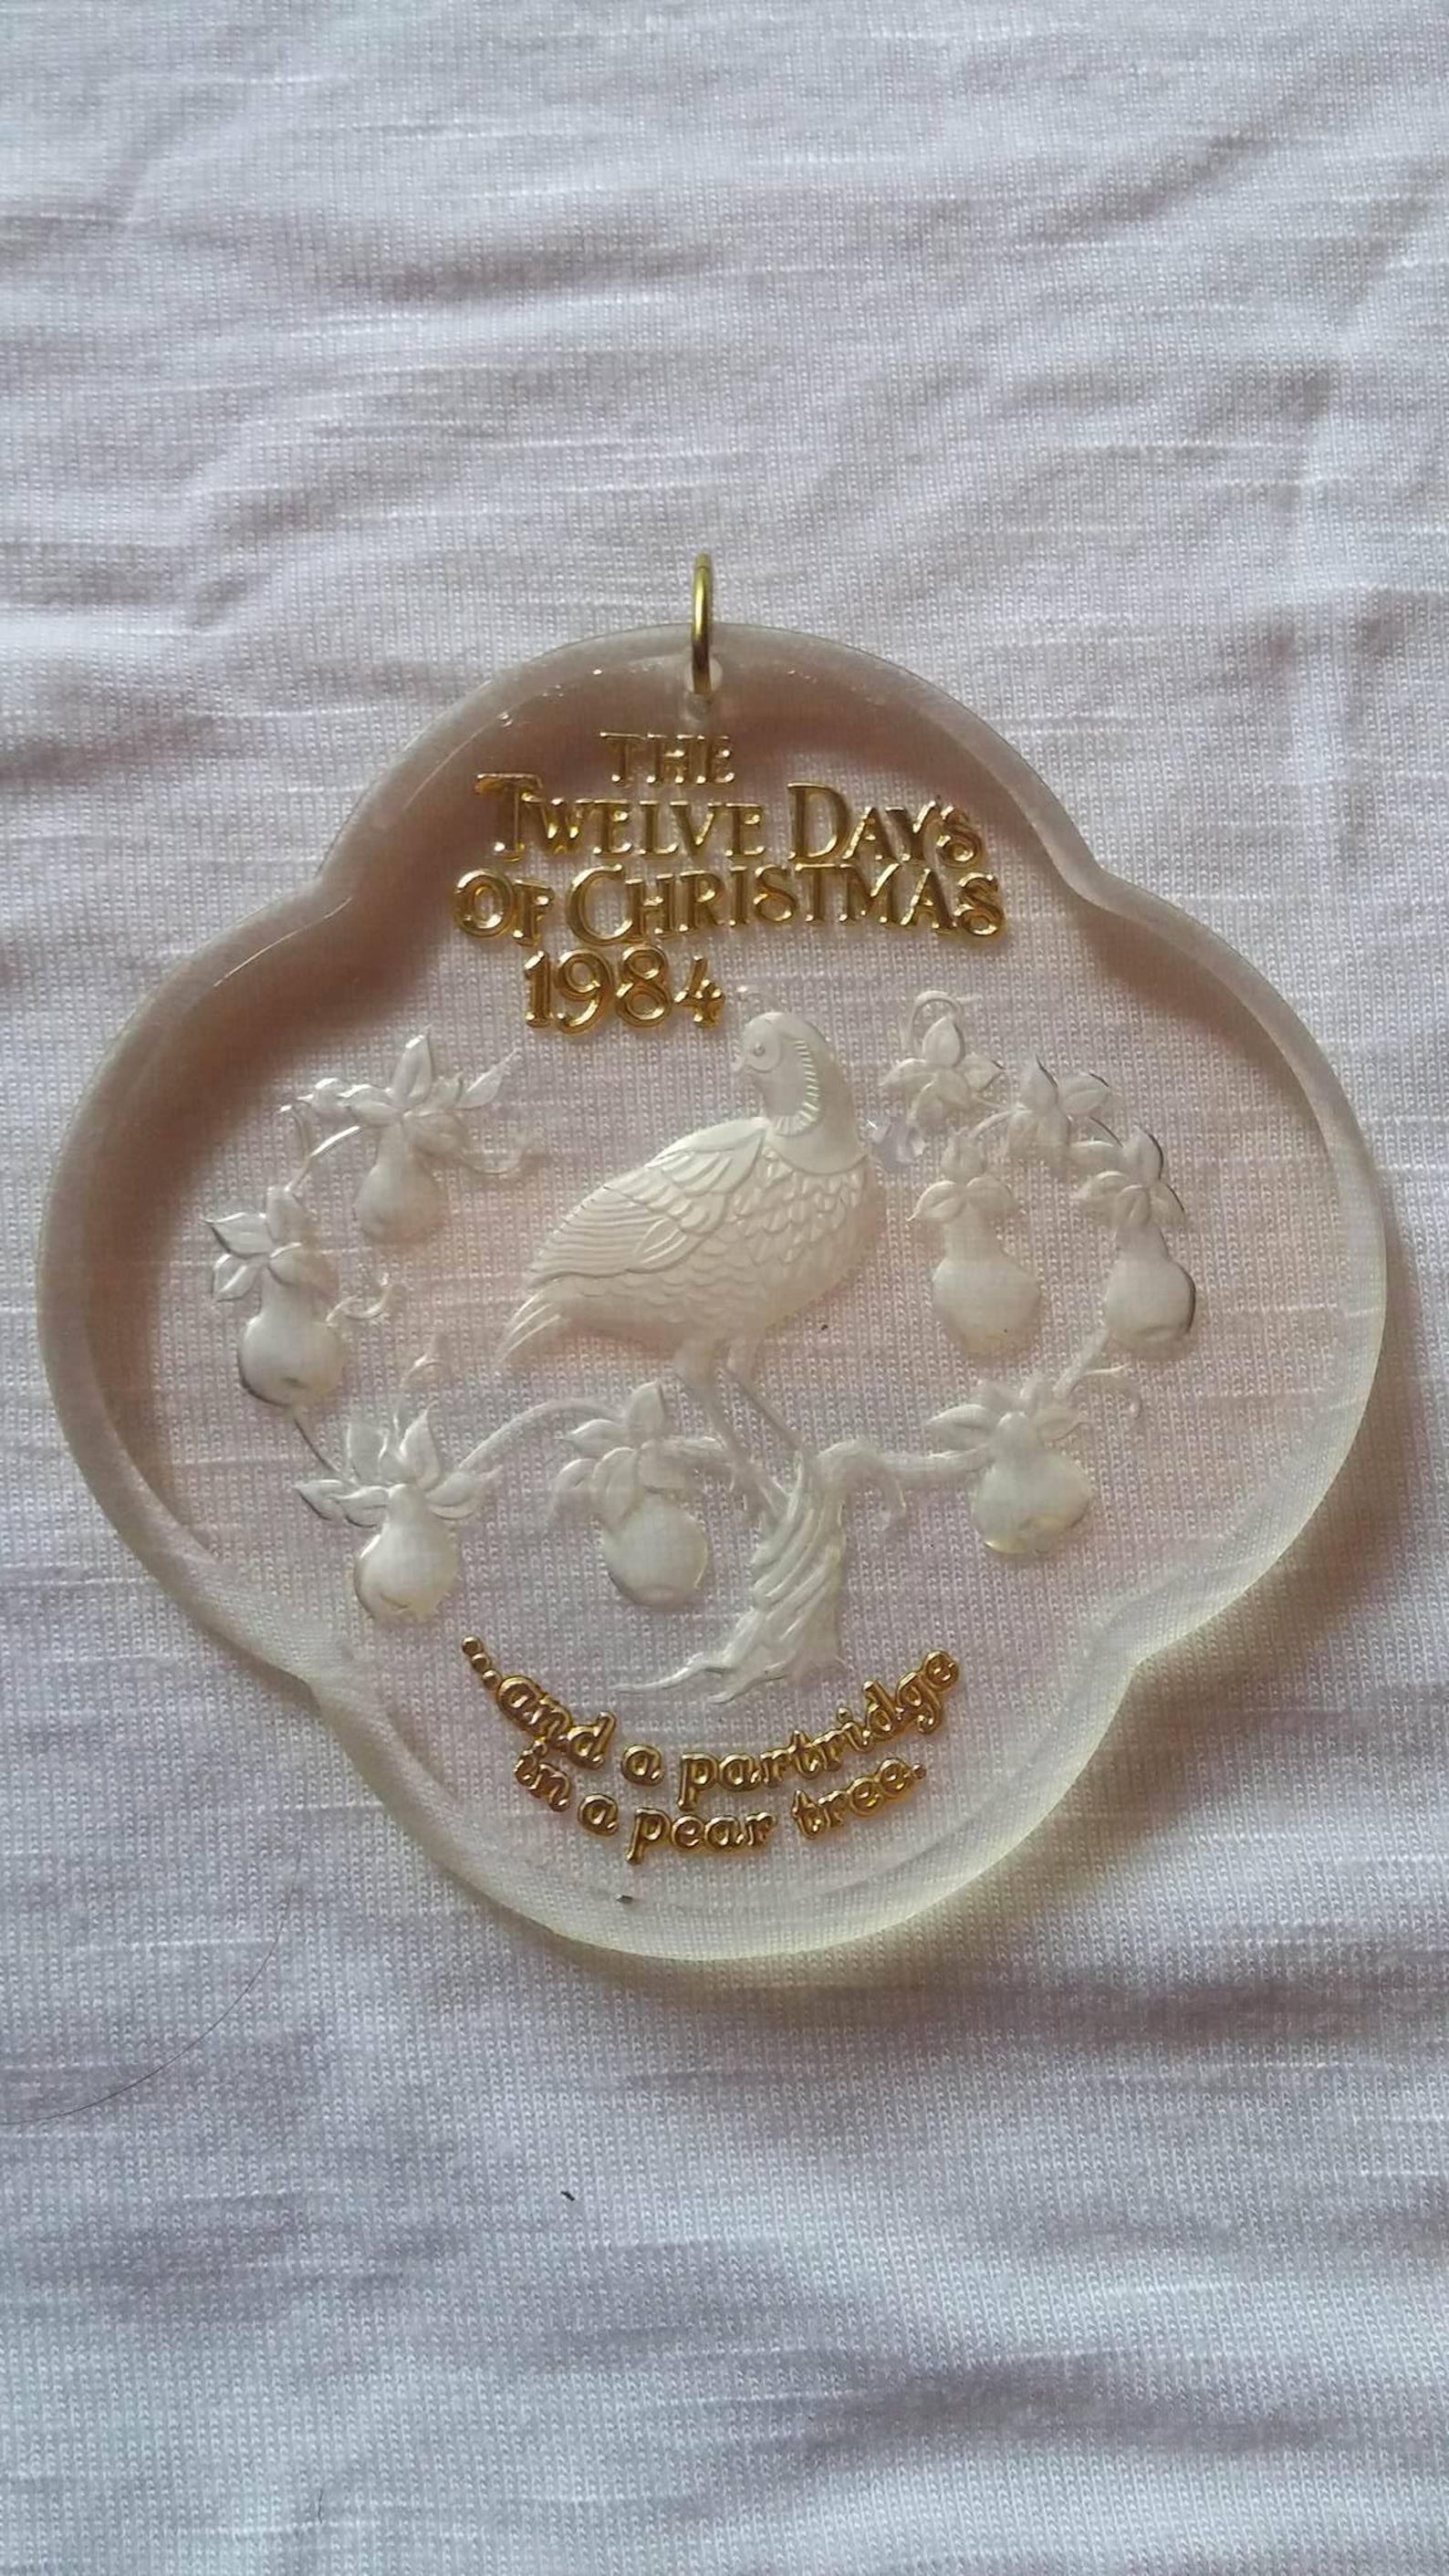 THE
TWELVE DAYS
OF CHRISTMAS
1984
...and a partridge
in a pear tree.